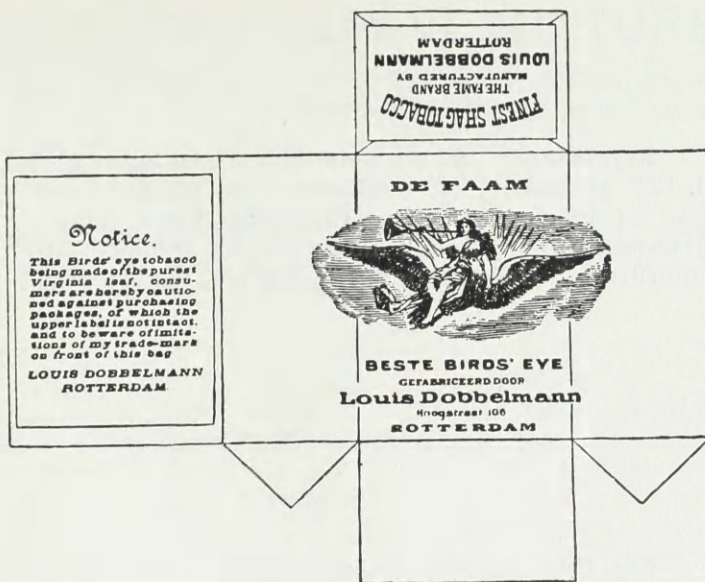 FINEST SHAG TOBACCO
THE FAME BRAND
MANUFACTURED BY
LOUIS DOBBELMANN
ROTTERDAM
Notice.
This Birds' eye tobacco
being made of the purest
Virginia leaf, consu-
mers are hereby cautio-
ned against purchasing
packages, of which the
upper label is not intact.
and to beware of imita-
tions of my trade-mark
on front of this bag
LOUIS DOBBELMANN
ROTTERDAM
DE FAAM
BESTE BIRDS' EYE
GEFABRICEERD DOOR
Louis Dobbelmann
Hoogstraat 106
ROTTERDAM